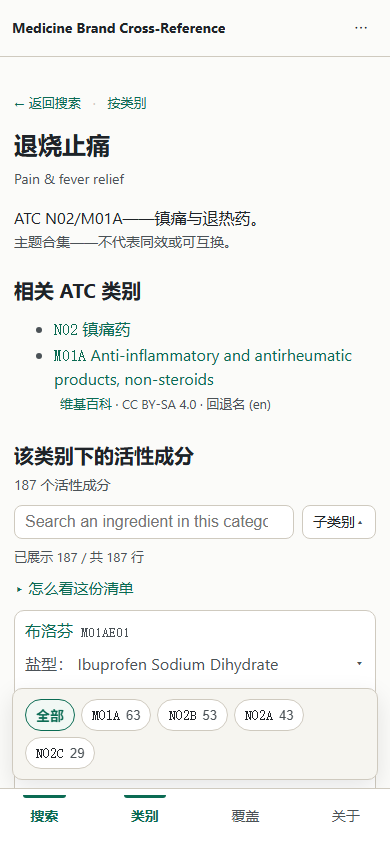 Medicine Brand Cross-Reference ···
← 返回搜索 · 按类别
退烧止痛
Pain & fever relief
ATC N02/M01A——镇痛与退热药。
主题合集——不代表同效或可互换。
相关 ATC 类别
• N02 镇痛药
• M01A Anti-inflammatory and antirheumatic
products, non-steroids
维基百科 · CC BY-SA 4.0 · 回退名 (en)
该类别下的活性成分
187 个活性成分
Search an ingredient in this catego
子类别 ▴
已展示 187 / 共 187 行
▸ 怎么看这份清单
布洛芬 M01AE01
盐型： Ibuprofen Sodium Dihydrate ▾
全部 M01A 63 N02B 53 N02A 43
N02C 29
搜索 类别 覆盖 关于